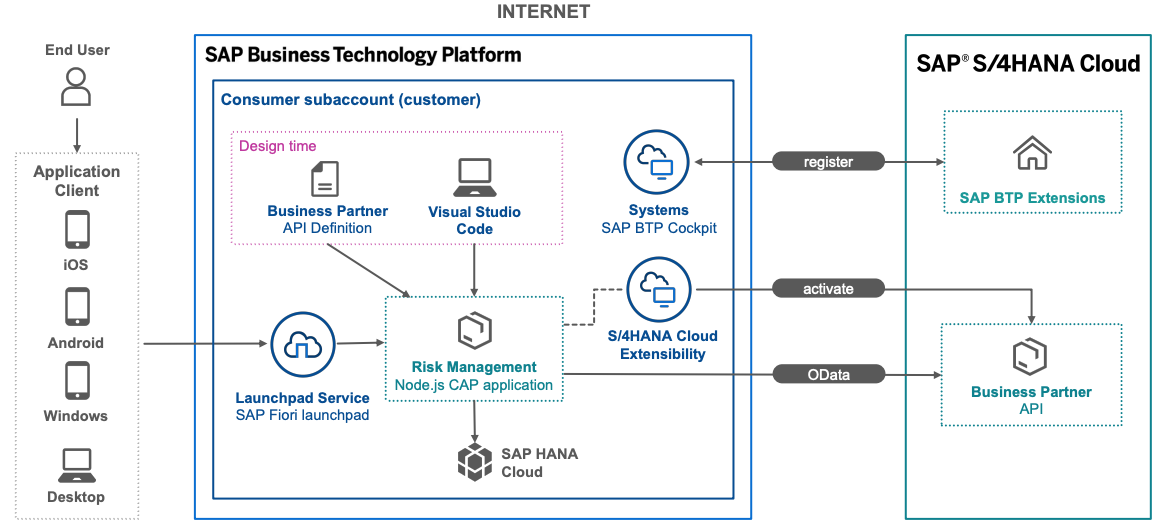 INTERNET
End User
Application
Client
iOS
Android
Windows
Desktop
SAP Business Technology Platform
Consumer subaccount (customer)
Design time
Business Partner
API Definition
Visual Studio
Code
Launchpad Service
SAP Fiori launchpad
Risk Management
Node.js CAP application
SAP HANA
Cloud
Systems
SAP BTP Cockpit
S/4HANA Cloud
Extensibility
register
activate
OData
SAP® S/4HANA Cloud
SAP BTP Extensions
Business Partner
API